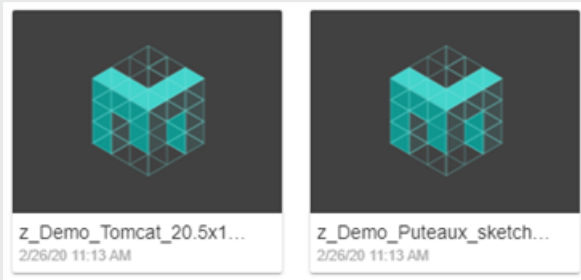 z_Demo_Tomcat_20.5x1...
2/26/20 11:13 AM
z_Demo_Puteaux_sketch...
2/26/20 11:13 AM